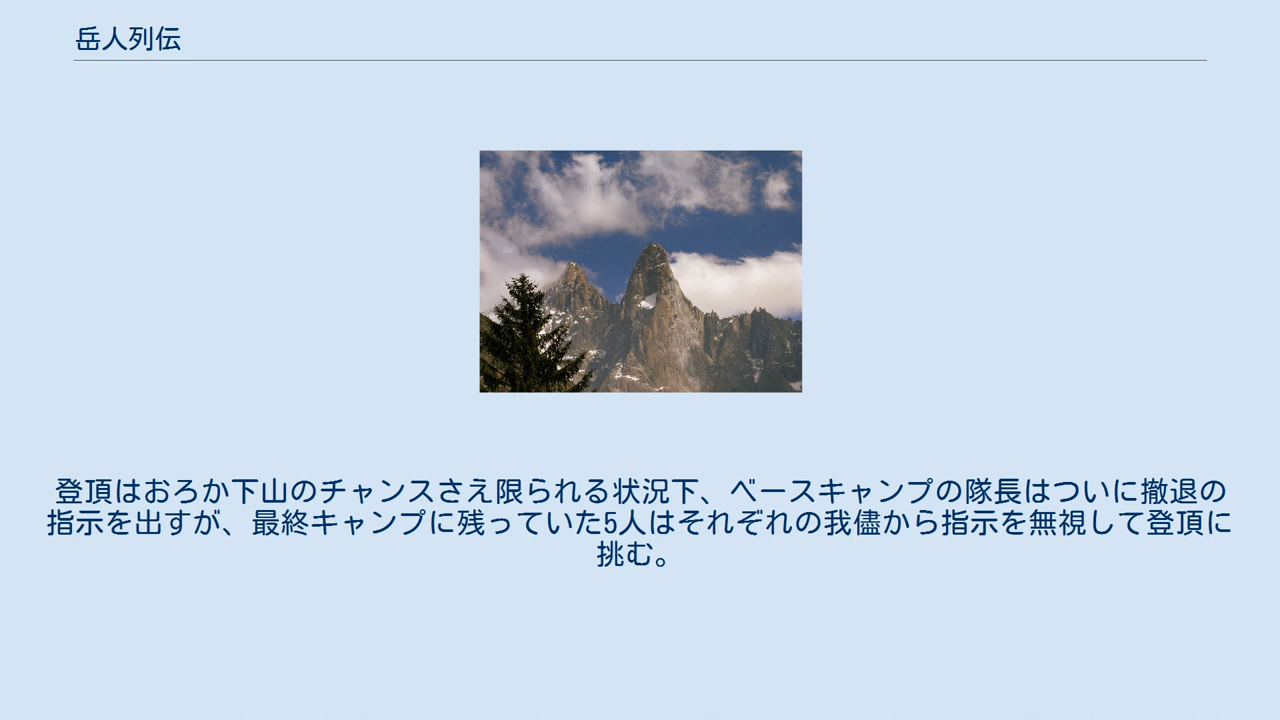 岳人列伝
登頂はおろか下山のチャンスさえ限られる状況下、ベースキャンプの隊長はついに撤退の
指示を出すが、最終キャンプに残っていた5人はそれぞれの我儘から指示を無視して登頂に
挑む。